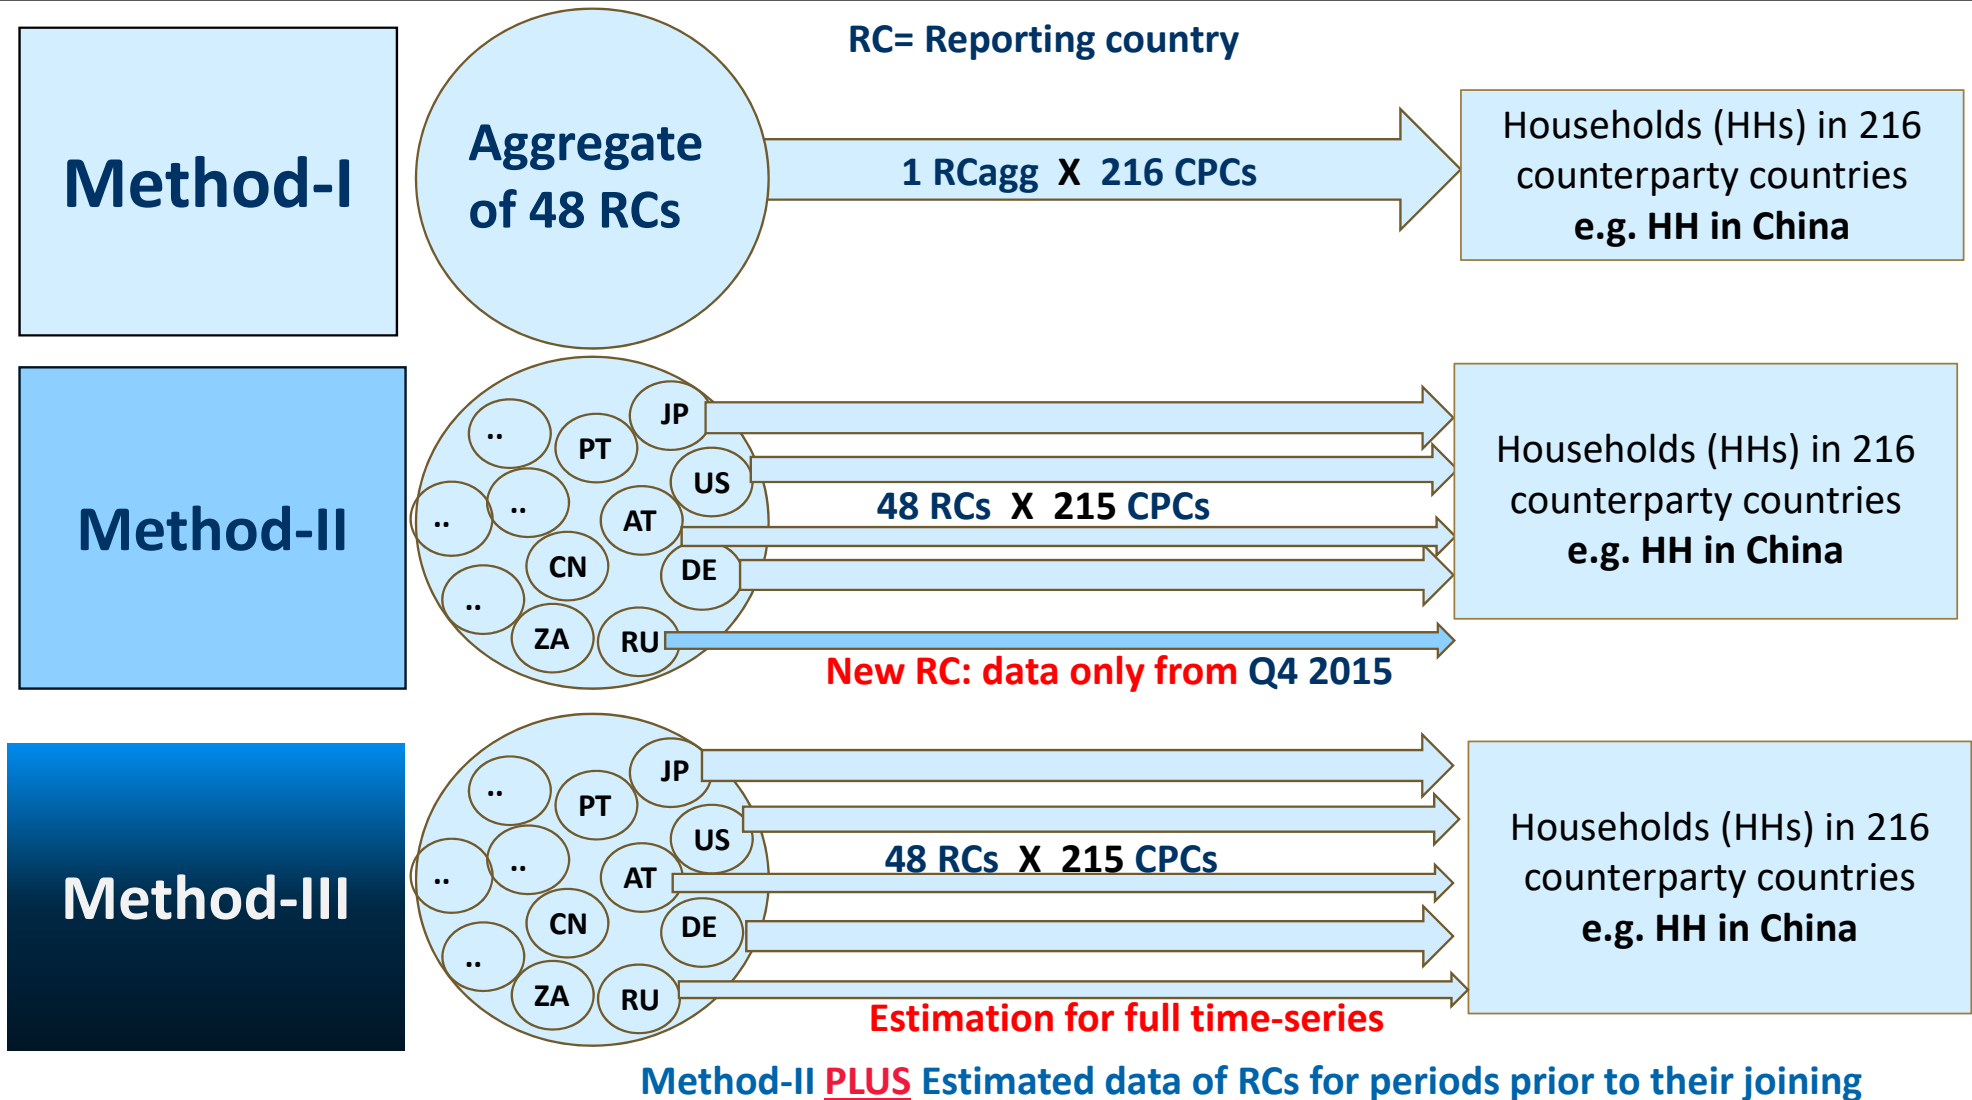 RC= Reporting country
Method-I
Aggregate
of 48 RCs
1 RCagg X 216 CPCs
Households (HHs) in 216
counterparty countries
e.g. HH in China
Method-II
..
PT
JP
US
..
..
AT
CN
DE
..
ZA
RU
48 RCs X 215 CPCs
New RC: data only from Q4 2015
Households (HHs) in 216
counterparty countries
e.g. HH in China
Method-III
..
PT
JP
US
..
..
AT
CN
DE
..
ZA
RU
48 RCs X 215 CPCs
Estimation for full time-series
Households (HHs) in 216
counterparty countries
e.g. HH in China
Method-II PLUS Estimated data of RCs for periods prior to their joining